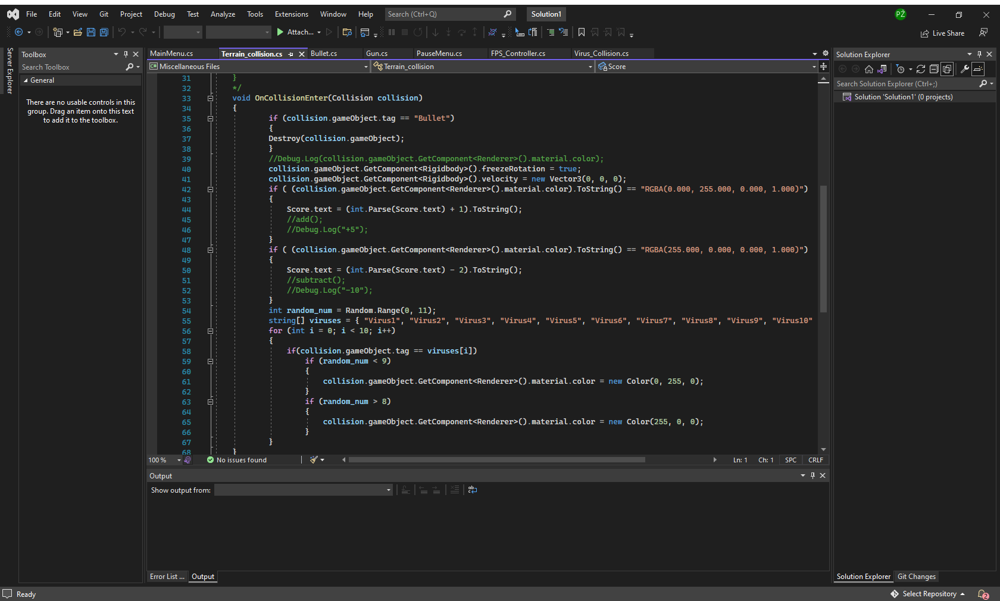 File Edit View Git Project Debug Test Analyze Tools Extensions Window Help Search (Ctrl+Q) Solution1 PŽ
Attach... Live Share
Server Explorer
Toolbox
Search Toolbox
General
There are no usable controls in this
group. Drag an item onto this text
to add it to the toolbox.
MainMenu.cs Terrain_collision.cs Bullet.cs Gun.cs PauseMenu.cs FPS_Controller.cs Virus_Collision.cs
C# Miscellaneous Files Terrain_collision Score
31 }
32 */
33 void OnCollisionEnter(Collision collision)
34 {
35 if (collision.gameObject.tag == "Bullet")
36 {
37 Destroy(collision.gameObject);
38 }
39 //Debug.Log(collision.gameObject.GetComponent<Renderer>().material.color);
40 collision.gameObject.GetComponent<Rigidbody>().freezeRotation = true;
41 collision.gameObject.GetComponent<Rigidbody>().velocity = new Vector3(0, 0, 0);
42 if ( (collision.gameObject.GetComponent<Renderer>().material.color).ToString() == "RGBA(0.000, 255.000, 0.000, 1.000)")
43 {
44 Score.text = (int.Parse(Score.text) + 1).ToString();
45 //add();
46 //Debug.Log("+5");
47 }
48 if ( (collision.gameObject.GetComponent<Renderer>().material.color).ToString() == "RGBA(255.000, 0.000, 0.000, 1.000)")
49 {
50 Score.text = (int.Parse(Score.text) - 2).ToString();
51 //subtract();
52 //Debug.Log("-10");
53 }
54 int random_num = Random.Range(0, 11);
55 string[] viruses = { "Virus1", "Virus2", "Virus3", "Virus4", "Virus5", "Virus6", "Virus7", "Virus8", "Virus9", "Virus10"
56 for (int i = 0; i < 10; i++)
57 {
58 if(collision.gameObject.tag == viruses[i])
59 if (random_num < 9)
60 {
61 collision.gameObject.GetComponent<Renderer>().material.color = new Color(0, 255, 0);
62 }
63 if (random_num > 8)
64 {
65 collision.gameObject.GetComponent<Renderer>().material.color = new Color(255, 0, 0);
66 }
67 }
68 }
100 % No issues found Ln: 1 Ch: 1 SPC CRLF
Output
Show output from:
Error List ... Output
Solution Explorer
Search Solution Explorer (Ctrl+;)
Solution 'Solution1' (0 projects)
Solution Explorer Git Changes
Ready Select Repository 2